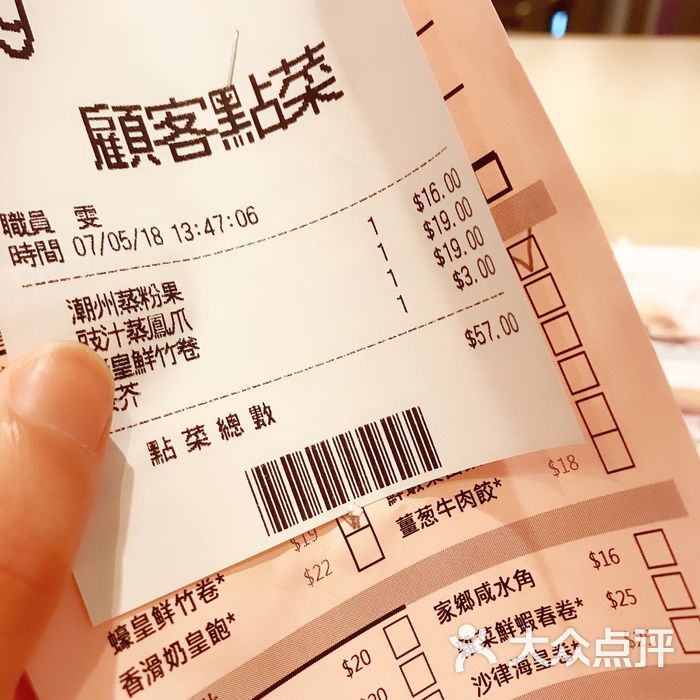 顧客點菜
職員 雯
時間 07/05/18 13:47:06
潮州蒸粉果 1 $16.00
豉汁蒸鳳爪 1 $19.00
皇鮮竹卷 1 $19.00
芥 1 $3.00
$57.00
點菜總數
$18
薑葱牛肉餃*
$19
$22
蠔皇鮮竹卷*
香滑奶皇飽*
家鄉咸水角 $16
鮮蝦春卷* $25
沙律海皇卷*
$20
$20
大众点评